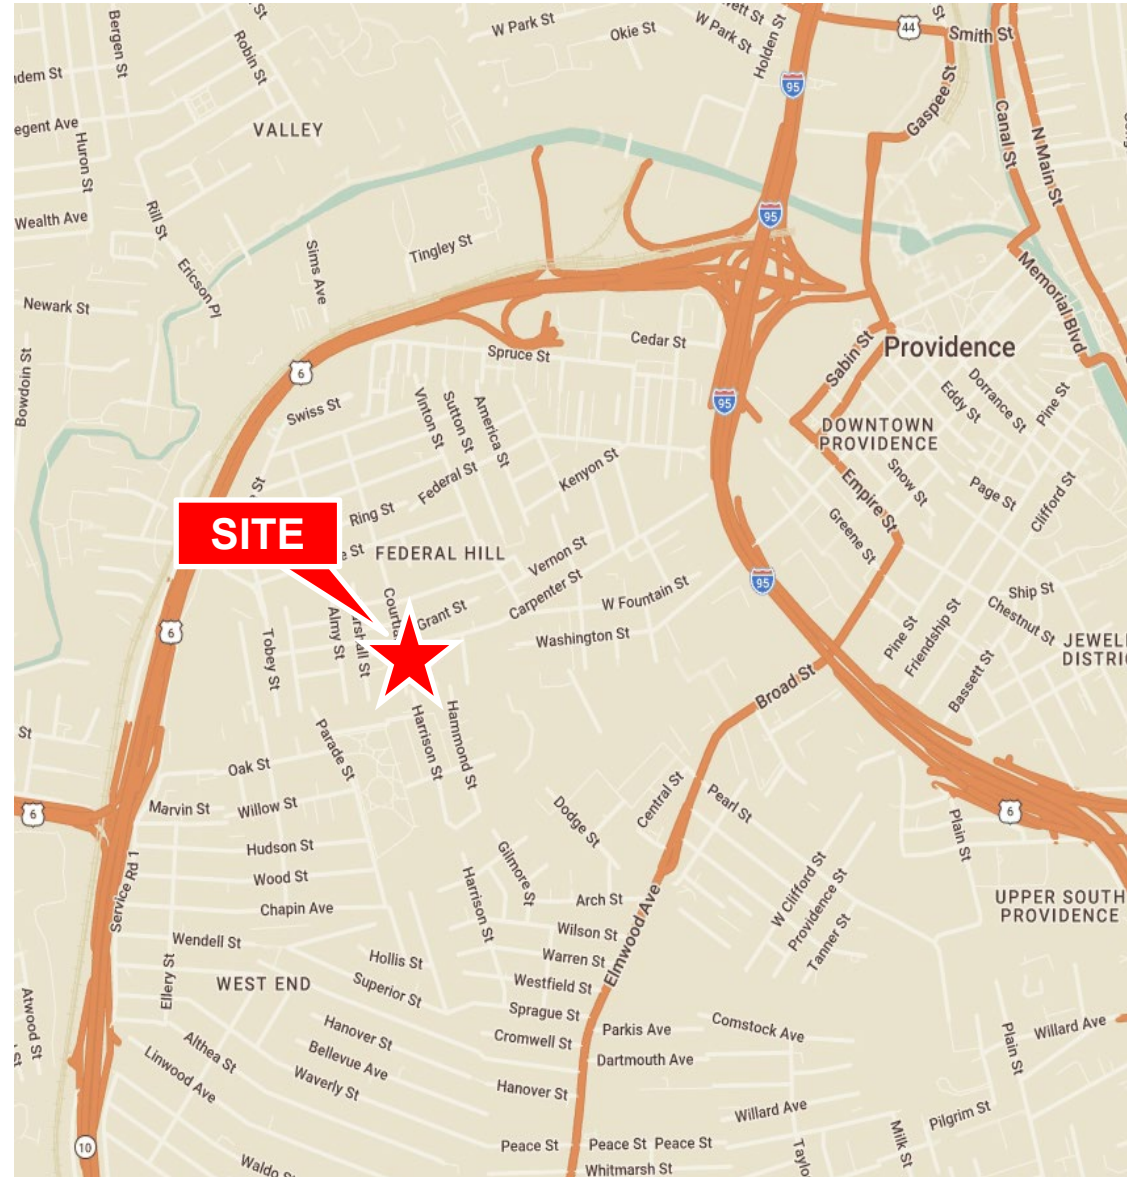 Bergen St
Robin St
W Park St
Okie St
W Park St
Holden St
44
Smith St
95
Gaspee St
Canal St
N Main St
VALLEY
Huron St
Wealth Ave
Rill St
Ericson Pl
Sims Ave
Tingley St
95
Memorial Blvd
Newark St
Bowdoin St
6
Spruce St
Cedar St
Sabin St
Providence
95
Swiss St
Vinton St
Sutton St
America St
Dorrance St
Eddy St
Pine St
DOWNTOWN
PROVIDENCE
Federal St
Kenyon St
Snow St
Page St
Clifford St
Empire St
Greene St
Ring St
SITE
FEDERAL HILL
Vernon St
Carpenter St
W Fountain St
95
Grant St
Washington St
Almy St
6
Tobey St
Ship St
Chestnut St
Pine St
Friendship St
Bassett St
Broad St
Harrison St
Hammond St
Parade St
Oak St
Marvin St
Willow St
6
Hudson St
Wood St
Chapin Ave
Service Rd 1
Dodge St
Central St
Pearl St
6
Plain St
Gilmore St
Harrison St
Arch St
Wilson St
Warren St
Westfield St
Sprague St
Cromwell St
Elmwood Ave
W Clifford St
Providence St
Tanner St
UPPER SOUTH
PROVIDENCE
Wendell St
Hollis St
Ellery St
WEST END
Superior St
Atwood St
Hanover St
Bellevue Ave
Waverly St
Althea St
Linwood Ave
Parkis Ave
Comstock Ave
Dartmouth Ave
Plain St
Willard Ave
Hanover St
Willard Ave
Pilgrim St
Milk St
10
Peace St
Peace St
Peace St
Whitmarsh St